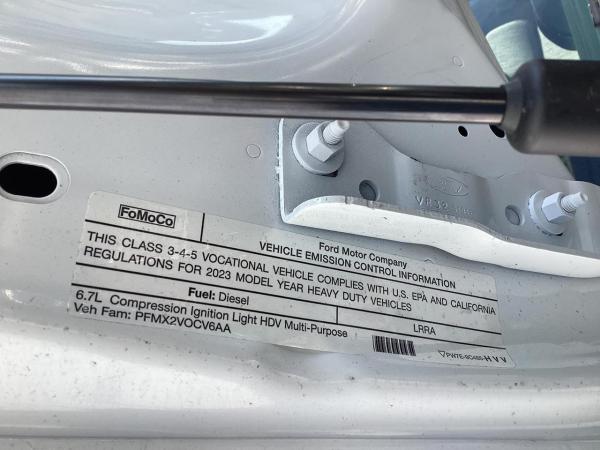 FoMoCo
Ford Motor Company
VEHICLE EMISSION CONTROL INFORMATION
THIS CLASS 3-4-5 VOCATIONAL VEHICLE COMPLIES WITH U.S. EPA AND CALIFORNIA
REGULATIONS FOR 2023 MODEL YEAR HEAVY DUTY VEHICLES
Fuel: Diesel
6.7L Compression Ignition Light HDV Multi-Purpose LRRA
Veh Fam: PFMX2VOCV6AA
HVV